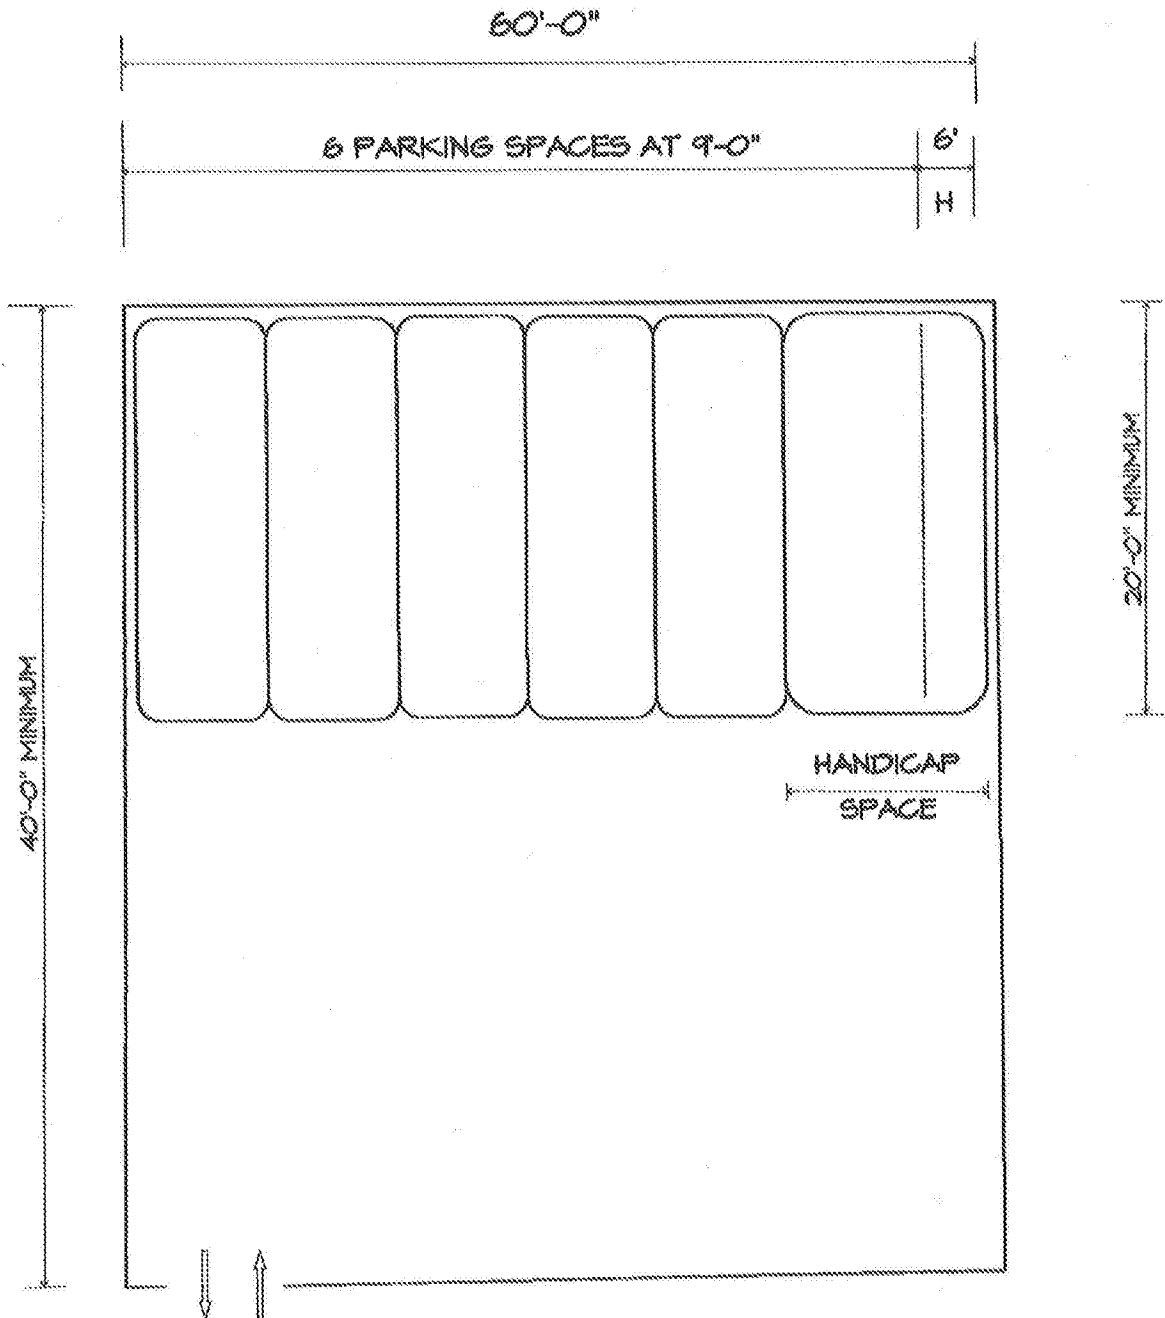 60'-0"
6 PARKING SPACES AT 9'-0"
6'
H
40'-0" MINIMUM
20'-0" MINIMUM
HANDICAP
SPACE